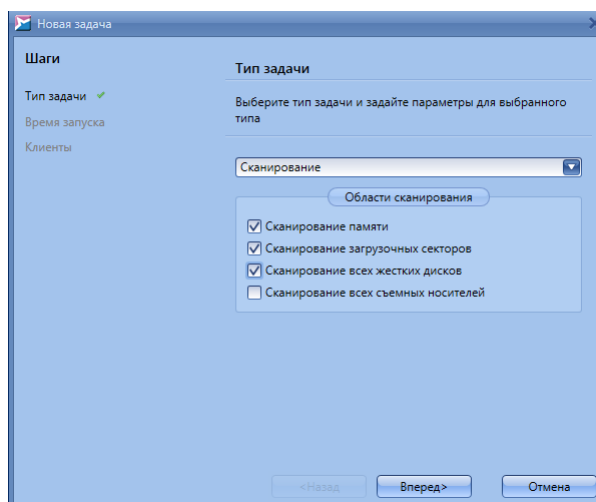 Новая задача
Шаги
Тип задачи
Время запуска
Клиенты
Тип задачи
Выберите тип задачи и задайте параметры для выбранного
типа
Сканирование
Области сканирования
Сканирование памяти
Сканирование загрузочных секторов
Сканирование всех жестких дисков
Сканирование всех съемных носителей
<Назад
Вперед>
Отмена